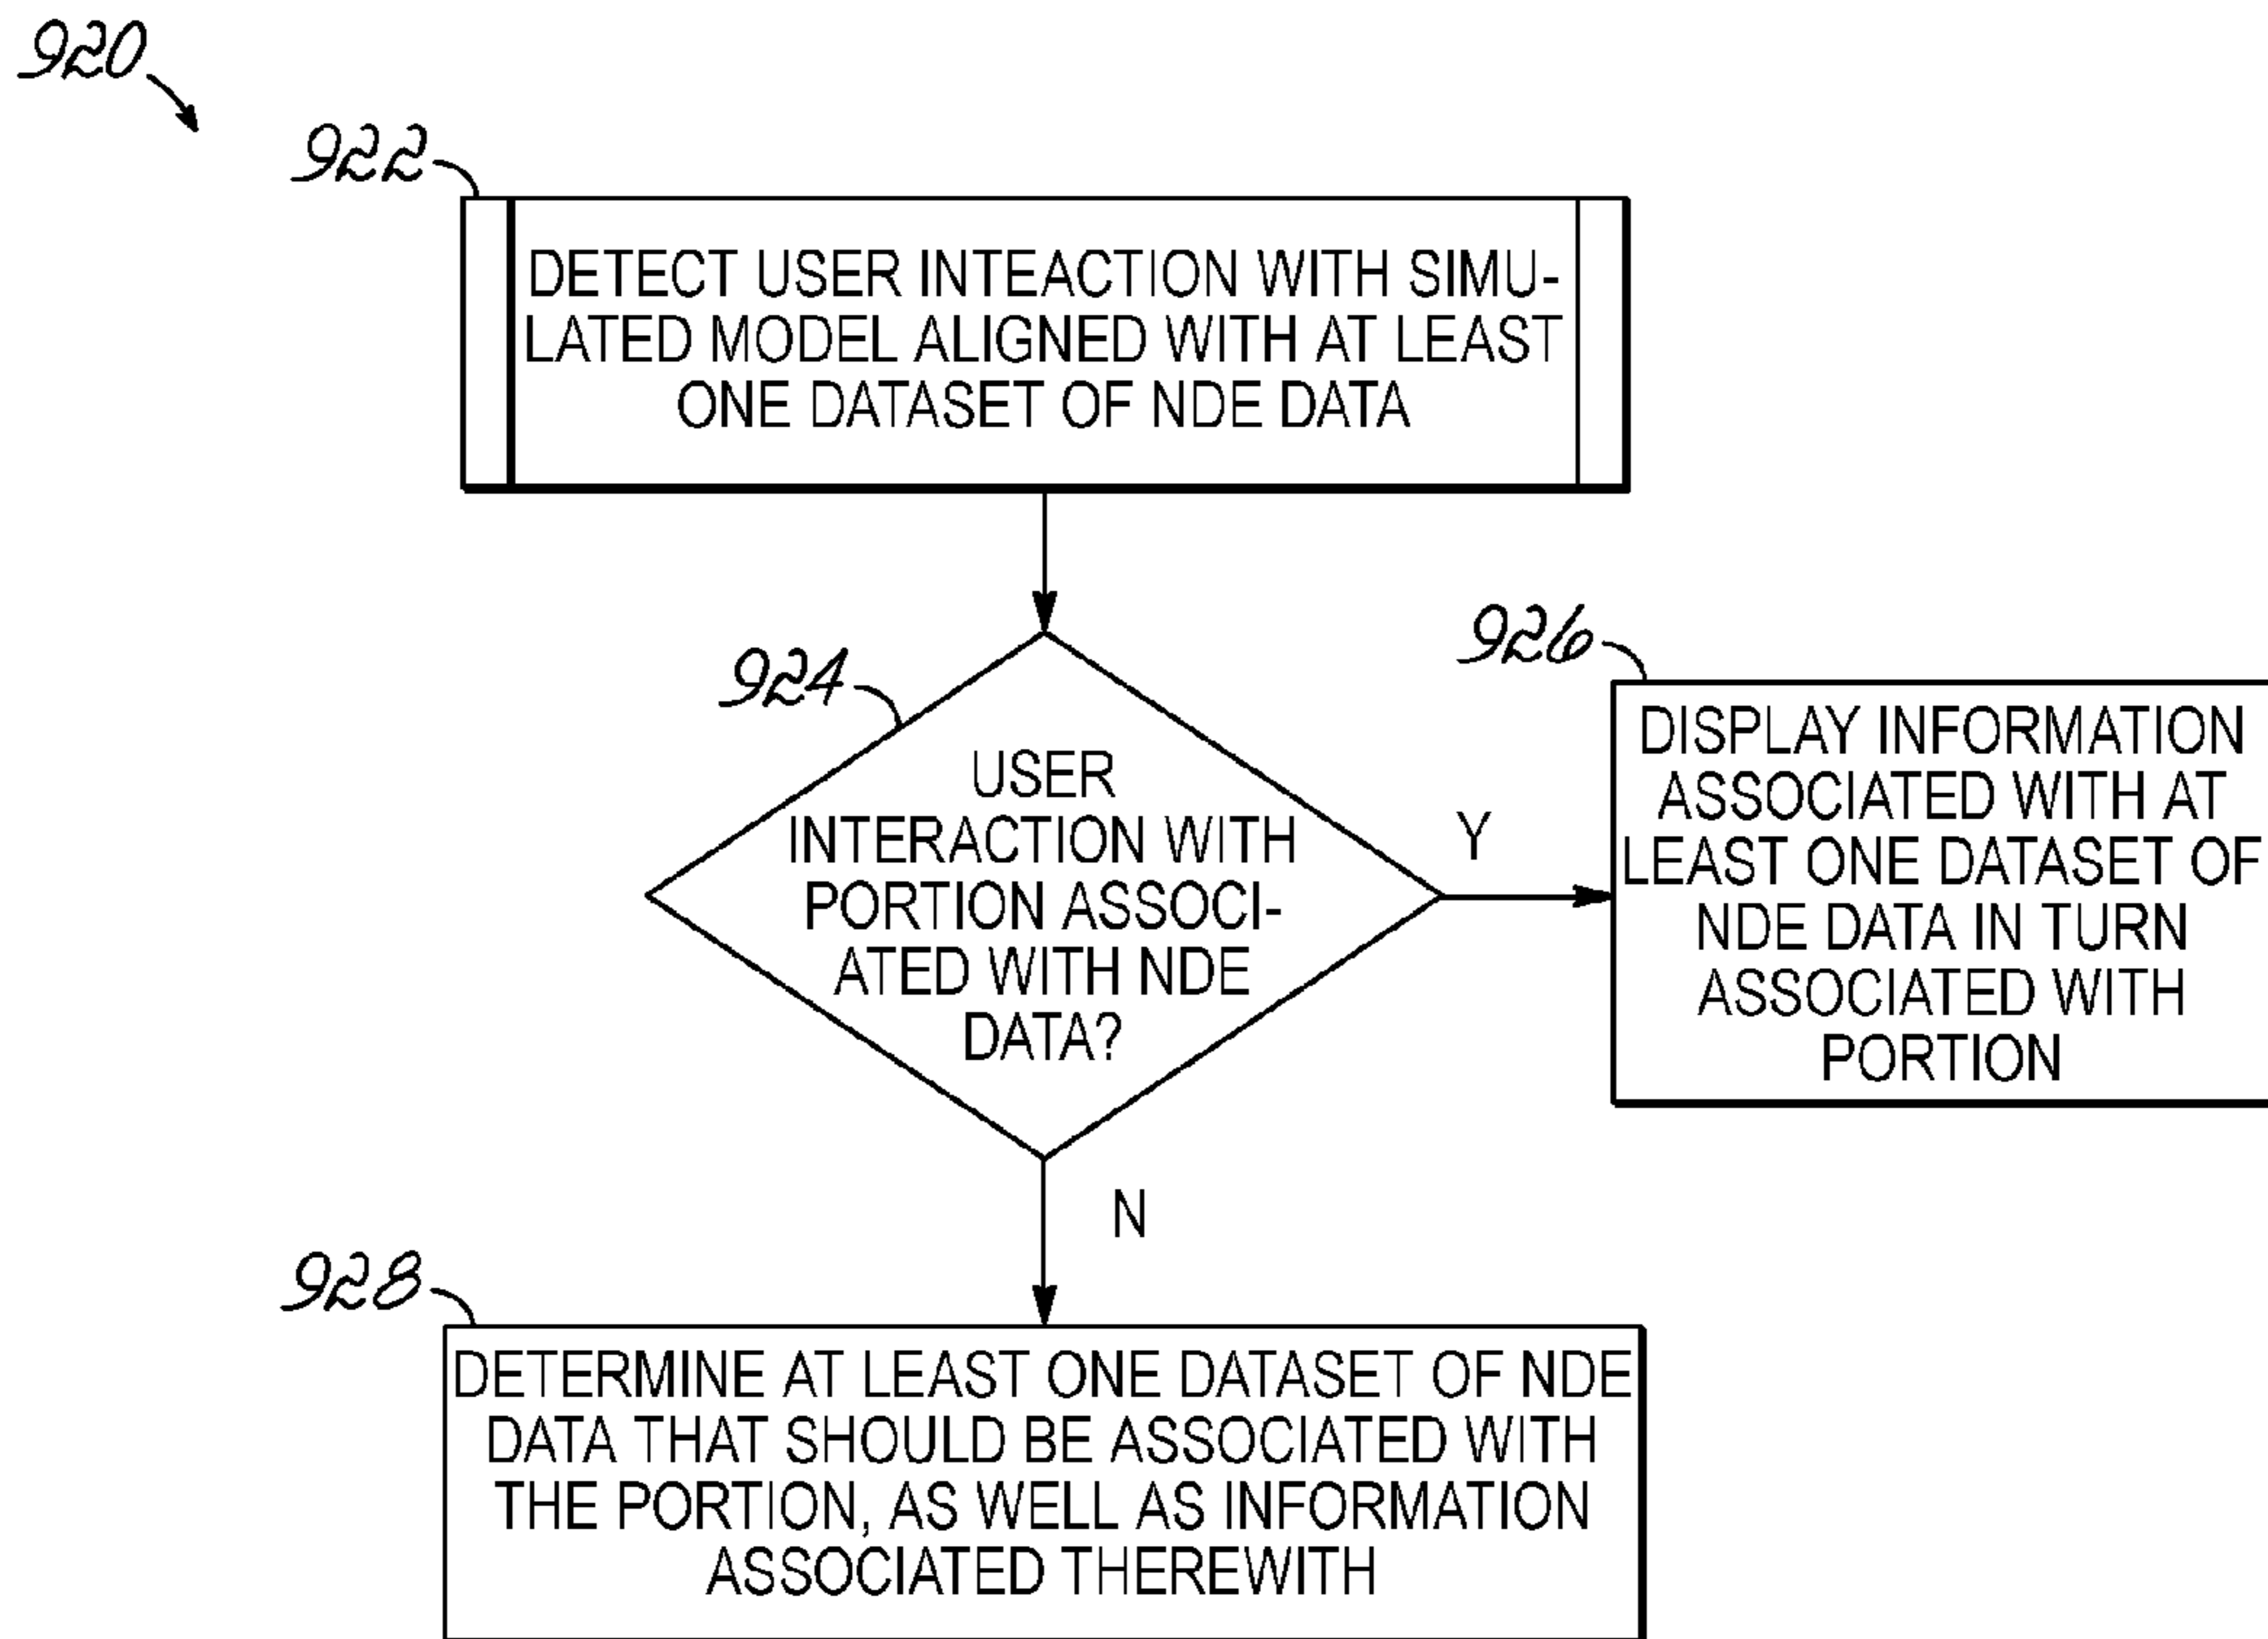 920
922
DETECT USER INTEACTION WITH SIMU-
LATED MODEL ALIGNED WITH AT LEAST
ONE DATASET OF NDE DATA
924
USER
INTERACTION WITH
PORTION ASSOCI-
ATED WITH NDE
DATA?
Y
926
DISPLAY INFORMATION
ASSOCIATED WITH AT
LEAST ONE DATASET OF
NDE DATA IN TURN
ASSOCIATED WITH
PORTION
N
928
DETERMINE AT LEAST ONE DATASET OF NDE
DATA THAT SHOULD BE ASSOCIATED WITH
THE PORTION, AS WELL AS INFORMATION
ASSOCIATED THEREWITH